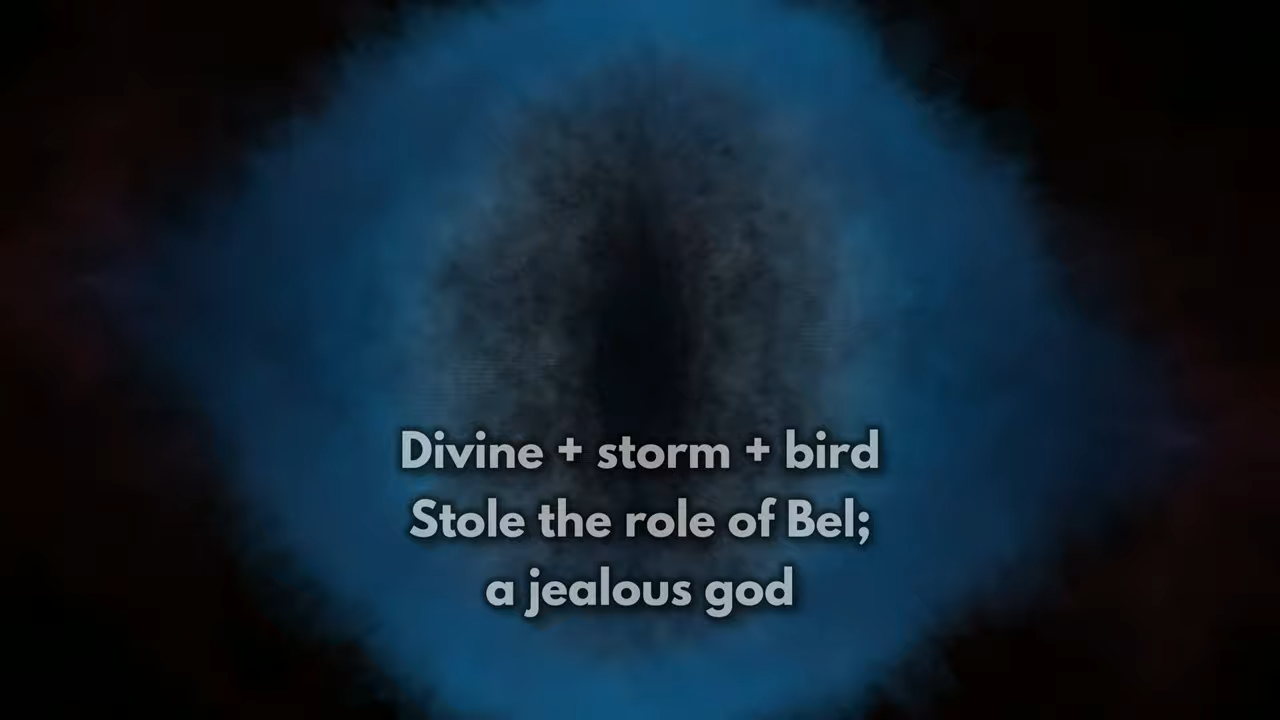 Divine + storm + bird
Stole the role of Bel;
a jealous god